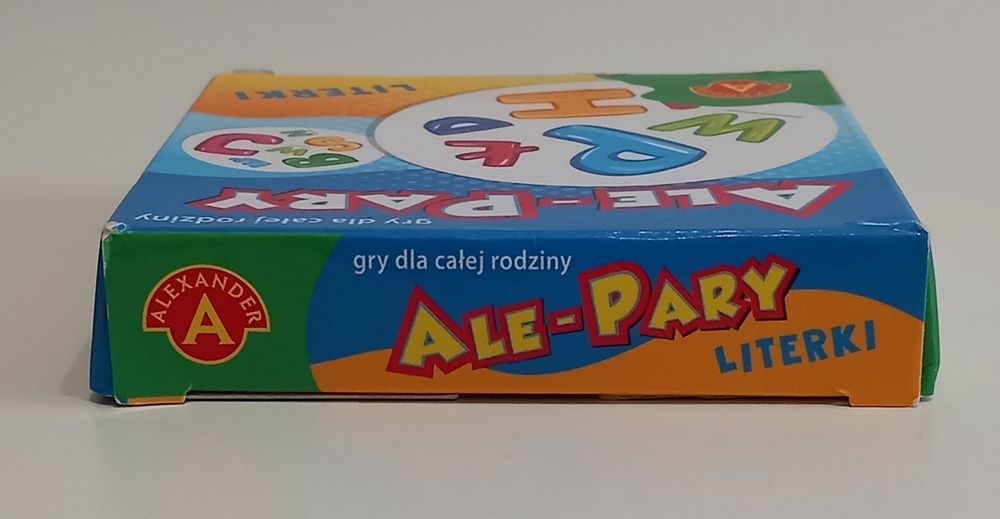 LITERKI
A
H
W
D
P
ł
ALE-PARY
gry dla całej rodziny
gry dla całej rodziny
ALEXANDER
A
ALE-PARY
LITERKI